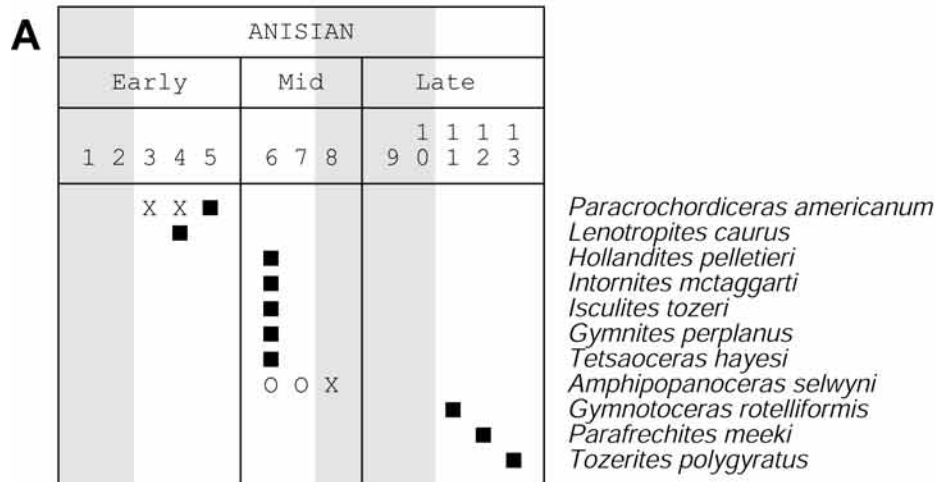 A
ANISIAN
Early Mid Late
1 1 1 1
1 2 3 4 5 6 7 8 9 0 1 2 3
X X ■ Paracrochordiceras americanum
■ Lenotropites caurus
■ Hollandites pelletieri
■ Intornites mctaggarti
■ Isculites tozeri
■ Gymnites perplanus
■ Tetsaoceras hayesi
O O X Amphipopanoceras selwyni
■ Gymnotoceras rotelliformis
■ Parafrechites meeki
■ Tozerites polygyratus